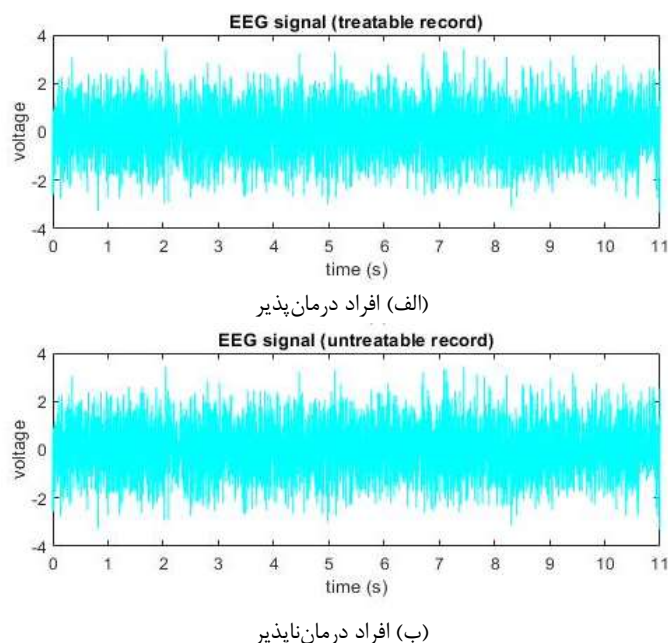 EEG signal (treatable record)
4
2
0
-2
-4
voltage
0 1 2 3 4 5 6 7 8 9 10 11
time (s)
(الف) افراد درمان‌پذیر
EEG signal (untreatable record)
4
2
0
-2
-4
voltage
0 1 2 3 4 5 6 7 8 9 10 11
time (s)
(ب) افراد درمان‌ناپذیر